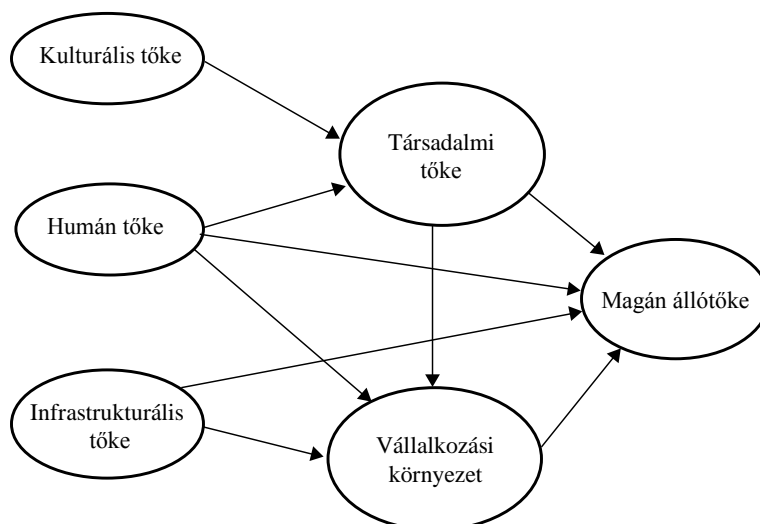 Kulturális tőke
Társadalmi
tőke
Humán tőke
Magán állótőke
Infrastrukturális
tőke
Vállalkozási
környezet